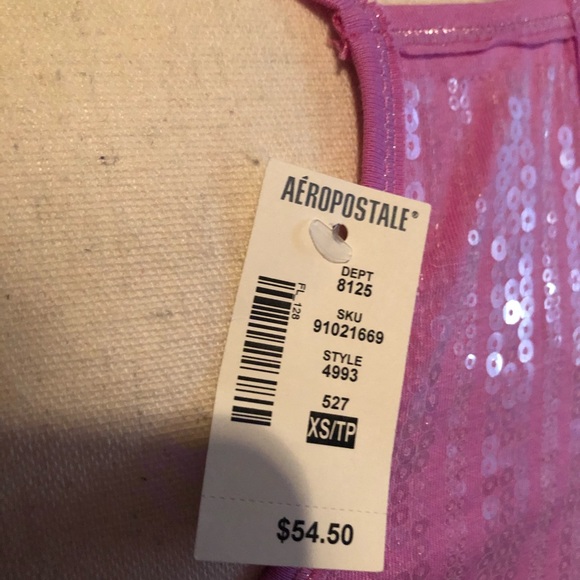 AÉROPOSTALE®
DEPT
8125
FL 128
SKU
91021669
STYLE
4993
527
XS/TP
$54.50